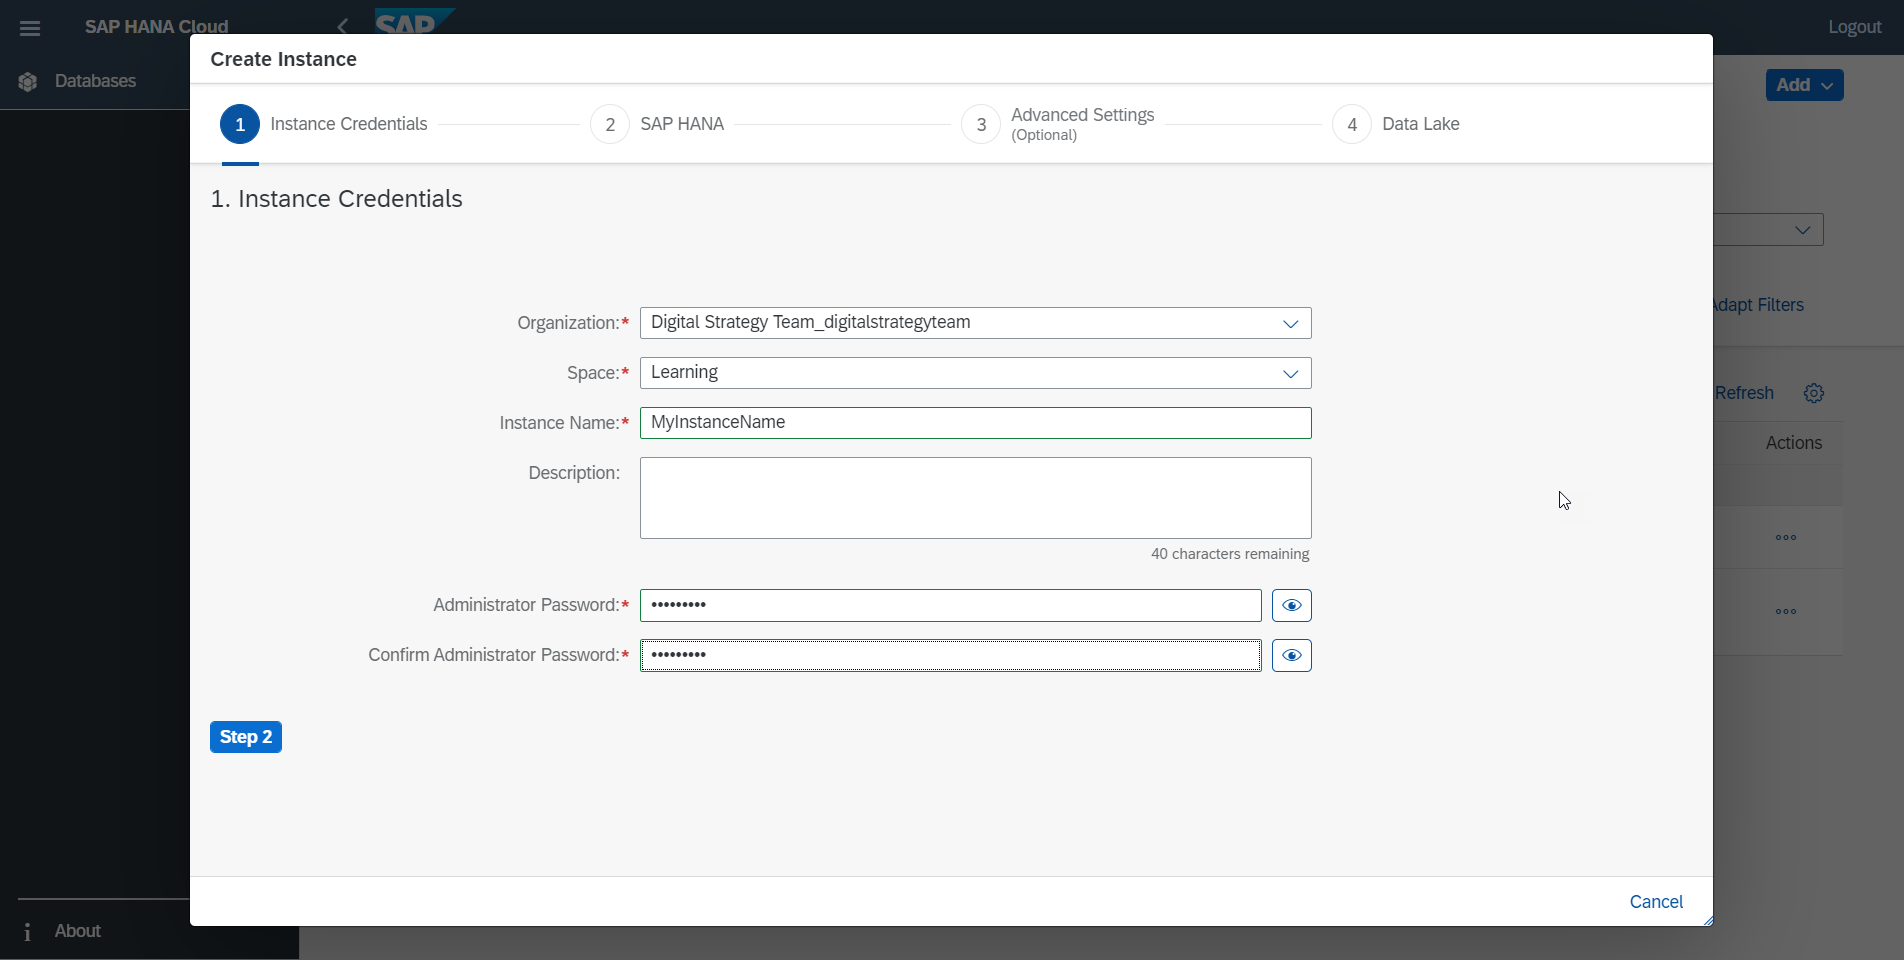 SAP HANA Cloud
SAP
Logout
Databases
Create Instance
Add
1 Instance Credentials
2 SAP HANA
3 Advanced Settings
(Optional)
4 Data Lake
1. Instance Credentials
Organization:* Digital Strategy Team_digitalstrategyteam
Adapt Filters
Space:* Learning
Refresh
Instance Name:* MyInstanceName
Actions
Description:
40 characters remaining
Administrator Password:* •••••••••
Confirm Administrator Password:* •••••••••
Step 2
Cancel
About